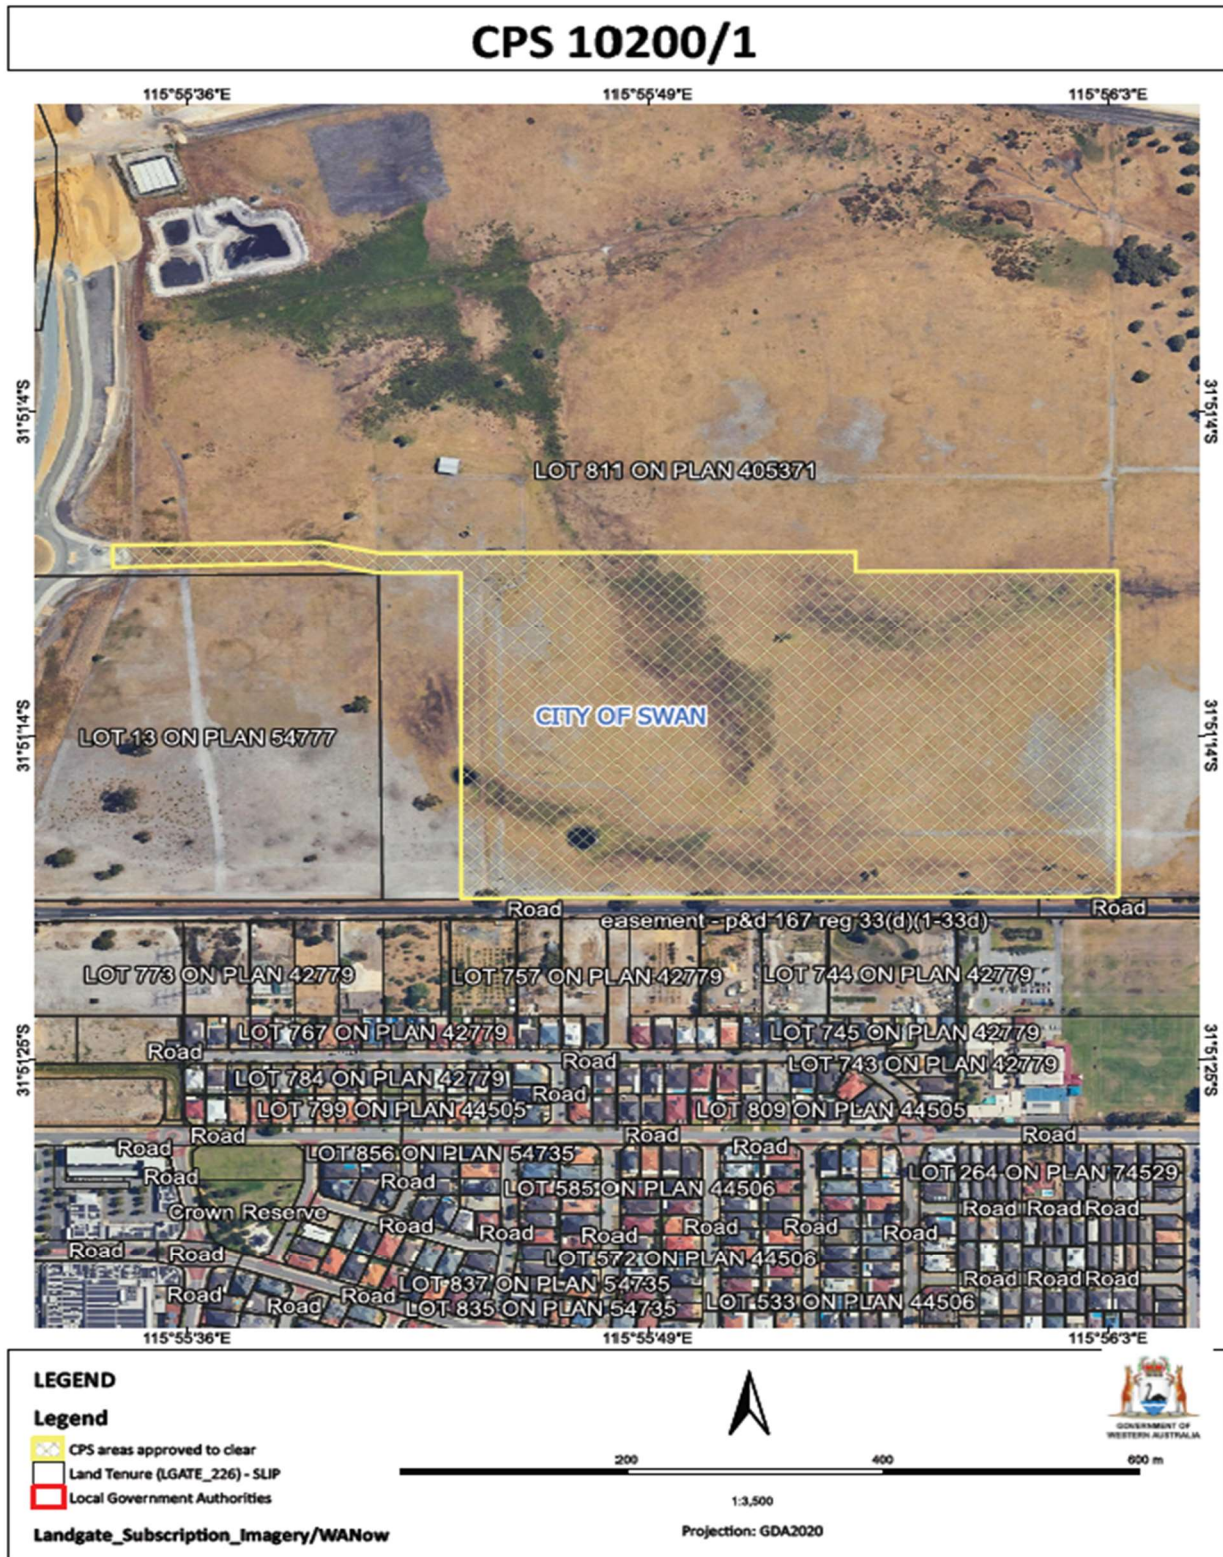 CPS 10200/1
115°55'36"E
115°55'49"E
115°56'3"E
31°51'4"S
31°51'4"S
LOT 811 ON PLAN 405371
CITY OF SWAN
31°51'14"S
31°51'14"S
LOT 13 ON PLAN 54777
Road
Road
easement - p&d 167 reg 33(d)(1-33d)
LOT 773 ON PLAN 42779
LOT 757 ON PLAN 42779
LOT 744 ON PLAN 42779
LOT 767 ON PLAN 42779
LOT 745 ON PLAN 42779
31°51'25"S
31°51'25"S
Road
Road
LOT 743 ON PLAN 42779
LOT 784 ON PLAN 42779
Road
LOT 799 ON PLAN 44505
LOT 809 ON PLAN 44505
Road
Road
Road
Road
Road
LOT 856 ON PLAN 54735
Road
LOT 264 ON PLAN 74529
Road
Road
LOT 585 ON PLAN 44506
Crown Reserve
Road Road Road
Road
Road
Road
Road
Road
Road
Road
Road
LOT 572 ON PLAN 44506
LOT 837 ON PLAN 54735
Road Road Road
Road
Road
Road
LOT 835 ON PLAN 54735
LOT 533 ON PLAN 44506
115°55'36"E
115°55'49"E
115°56'3"E
LEGEND
Legend
CPS areas approved to clear
Land Tenure (LGATE_226) - SLIP
Local Government Authorities
Landgate_Subscription_Imagery/WANow
200
400
600 m
1:3,500
Projection: GDA2020
GOVERNMENT OF
WESTERN AUSTRALIA